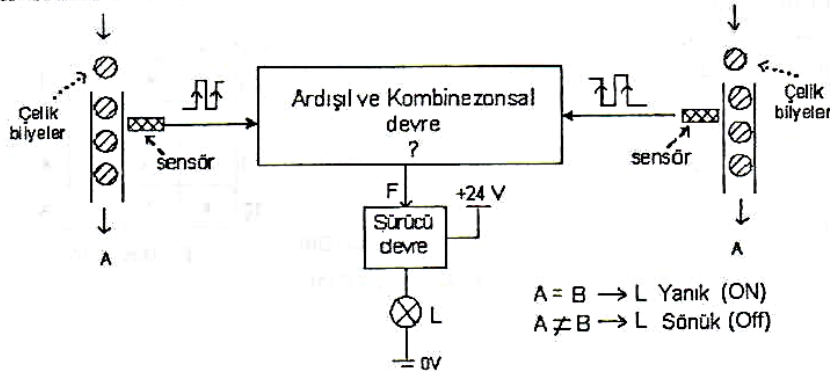 Çelik
bilyeler
sensör
A
Ardışıl ve Kombinezonsal
devre
?
F
+24 V
Sürücü
devre
L
0V
Çelik
bilyeler
sensör
A
A = B → L Yanık (ON)
A ≠ B → L Sönük (Off)